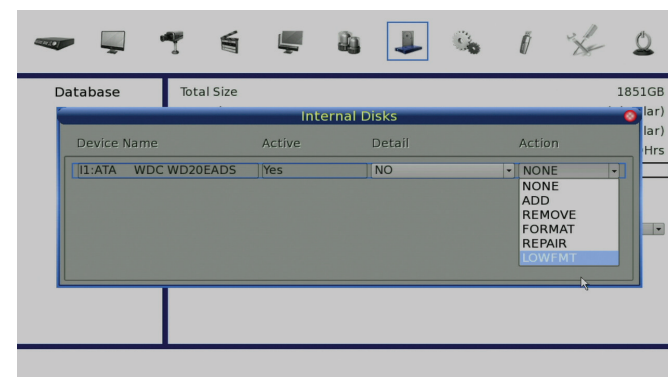 Database
Total Size
1851GB
Internal Disks
lar)
Device Name
Active
Detail
Action
lar)
Hrs
I1:ATA WDC WD20EADS
Yes
NO
NONE
NONE
ADD
REMOVE
FORMAT
REPAIR
LOWFMT